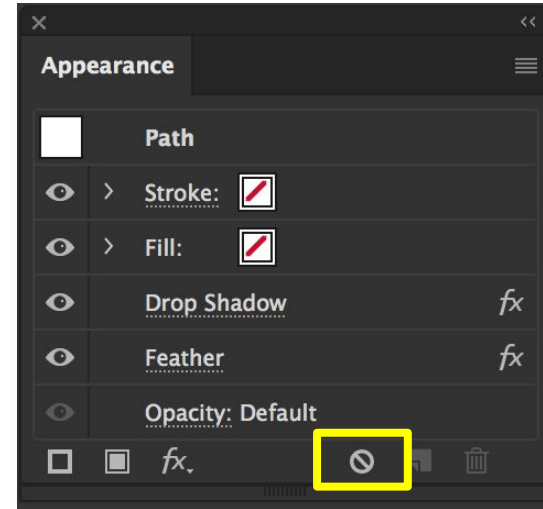 Appearance
Path
Stroke:
Fill:
Drop Shadow fx
Feather fx
Opacity: Default
fx